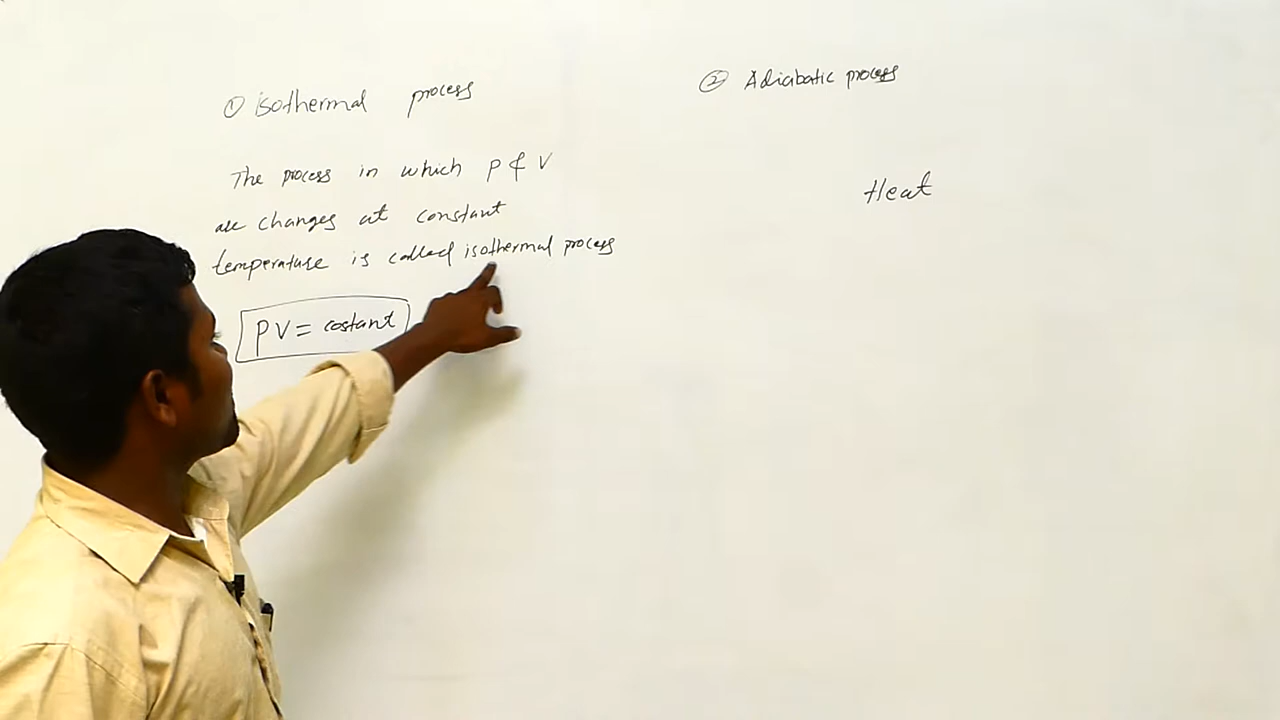 ① isothermal process
The process in which P & V
are changes at constant
temperature is called isothermal process
PV = costant
② Adiabatic process
Heat